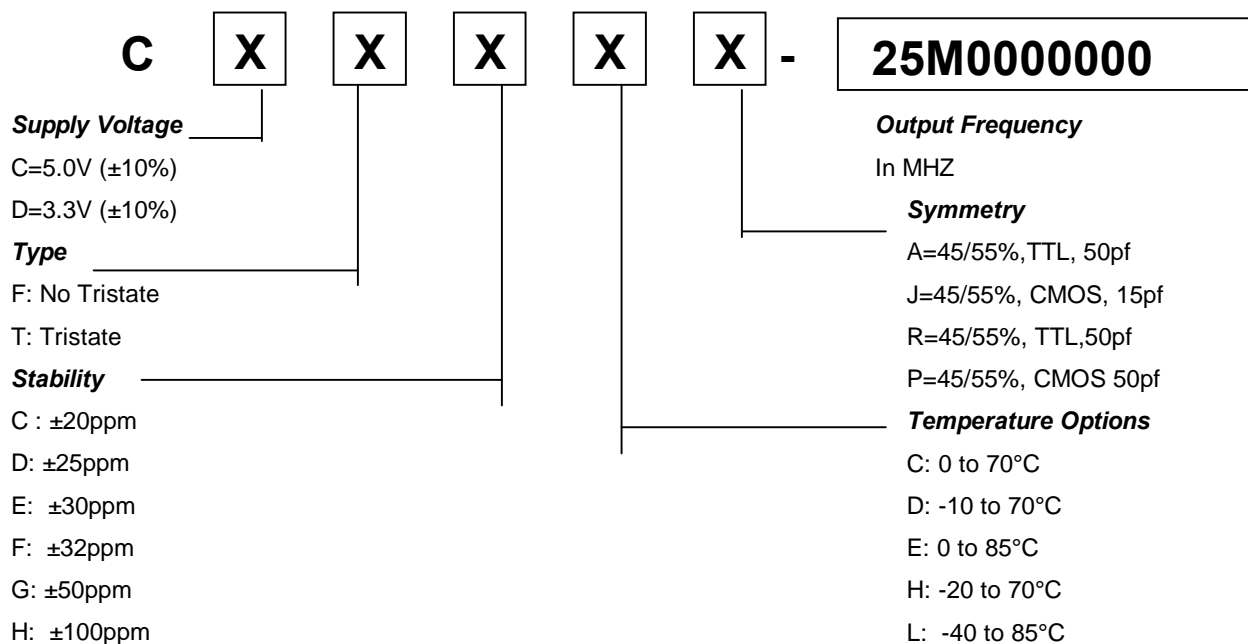 C X X X X X - 25M0000000
Supply Voltage
C=5.0V (±10%)
D=3.3V (±10%)
Type
F: No Tristate
T: Tristate
Stability
C : ±20ppm
D: ±25ppm
E: ±30ppm
F: ±32ppm
G: ±50ppm
H: ±100ppm
Output Frequency
In MHZ
Symmetry
A=45/55%,TTL, 50pf
J=45/55%, CMOS, 15pf
R=45/55%, TTL,50pf
P=45/55%, CMOS 50pf
Temperature Options
C: 0 to 70°C
D: -10 to 70°C
E: 0 to 85°C
H: -20 to 70°C
L: -40 to 85°C